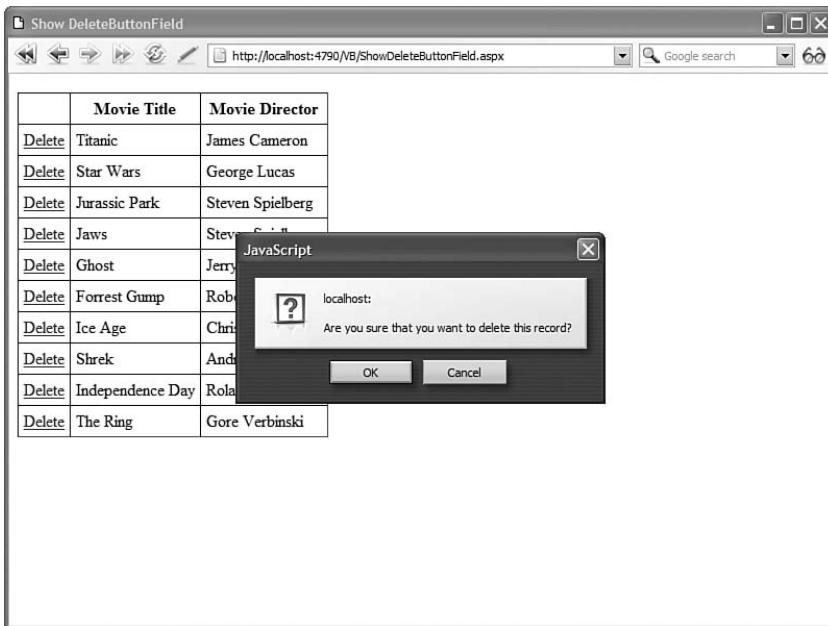 Show DeleteButtonField
http://localhost:4790/VB/ShowDeleteButtonField.aspx
Google search
Movie Title Movie Director
Delete Titanic James Cameron
Delete Star Wars George Lucas
Delete Jurassic Park Steven Spielberg
Delete Jaws
Delete Ghost Jerry
Delete Forrest Gump
Delete Ice Age
Delete Shrek
Delete Independence Day
Delete The Ring Gore Verbinski
JavaScript
localhost:
Are you sure that you want to delete this record?
OK Cancel